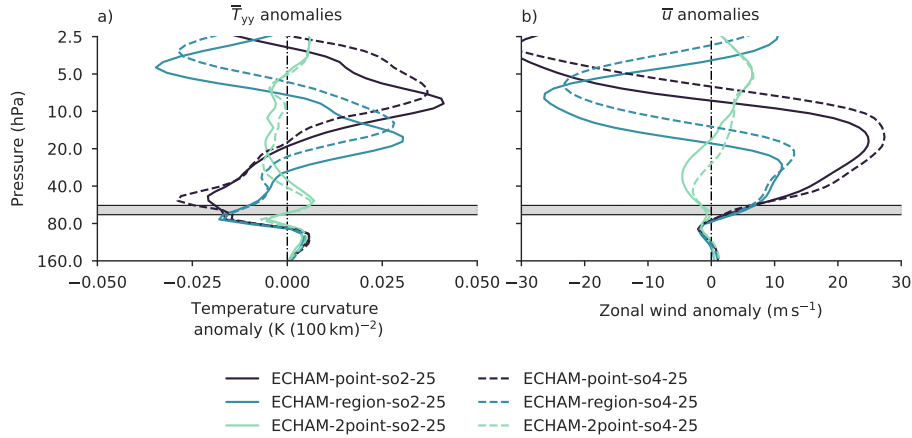 a)
T̅yy anomalies
b)
u̅ anomalies
2.5
5.0
10.0
20.0
40.0
80.0
160.0
Pressure (hPa)
−0.050
−0.025
0.000
0.025
0.050
Temperature curvature
anomaly (K (100 km)⁻²)
−30
−20
−10
0
10
20
30
Zonal wind anomaly (m s⁻¹)
ECHAM-point-so2-25
ECHAM-region-so2-25
ECHAM-2point-so2-25
ECHAM-point-so4-25
ECHAM-region-so4-25
ECHAM-2point-so4-25